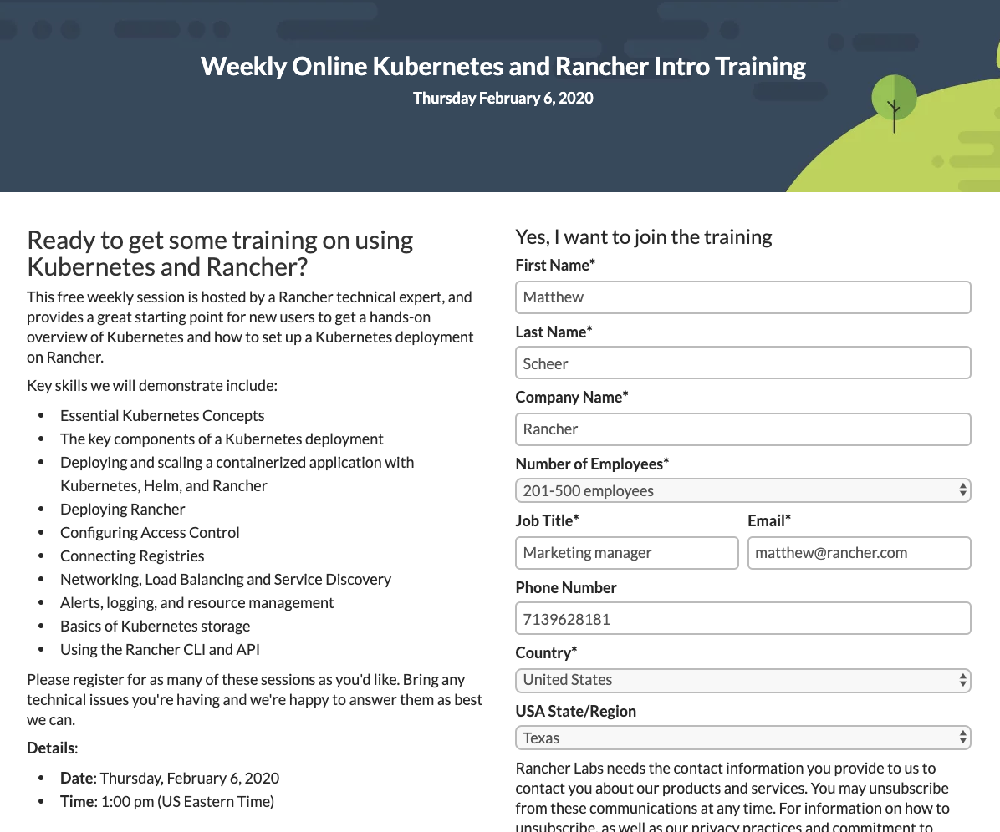 Weekly Online Kubernetes and Rancher Intro Training
Thursday February 6, 2020
Ready to get some training on using
Kubernetes and Rancher?
This free weekly session is hosted by a Rancher technical expert, and
provides a great starting point for new users to get a hands-on
overview of Kubernetes and how to set up a Kubernetes deployment
on Rancher.
Key skills we will demonstrate include:
• Essential Kubernetes Concepts
• The key components of a Kubernetes deployment
• Deploying and scaling a containerized application with
Kubernetes, Helm, and Rancher
• Deploying Rancher
• Configuring Access Control
• Connecting Registries
• Networking, Load Balancing and Service Discovery
• Alerts, logging, and resource management
• Basics of Kubernetes storage
• Using the Rancher CLI and API
Please register for as many of these sessions as you'd like. Bring any
technical issues you're having and we're happy to answer them as best
we can.
Details:
• Date: Thursday, February 6, 2020
• Time: 1:00 pm (US Eastern Time)
Yes, I want to join the training
First Name*
Matthew
Last Name*
Scheer
Company Name*
Rancher
Number of Employees*
201-500 employees
Job Title* Email*
Marketing manager matthew@rancher.com
Phone Number
7139628181
Country*
United States
USA State/Region
Texas
Rancher Labs needs the contact information you provide to us to
contact you about our products and services. You may unsubscribe
from these communications at any time. For information on how to
unsubscribe, as well as our privacy practices and commitment to